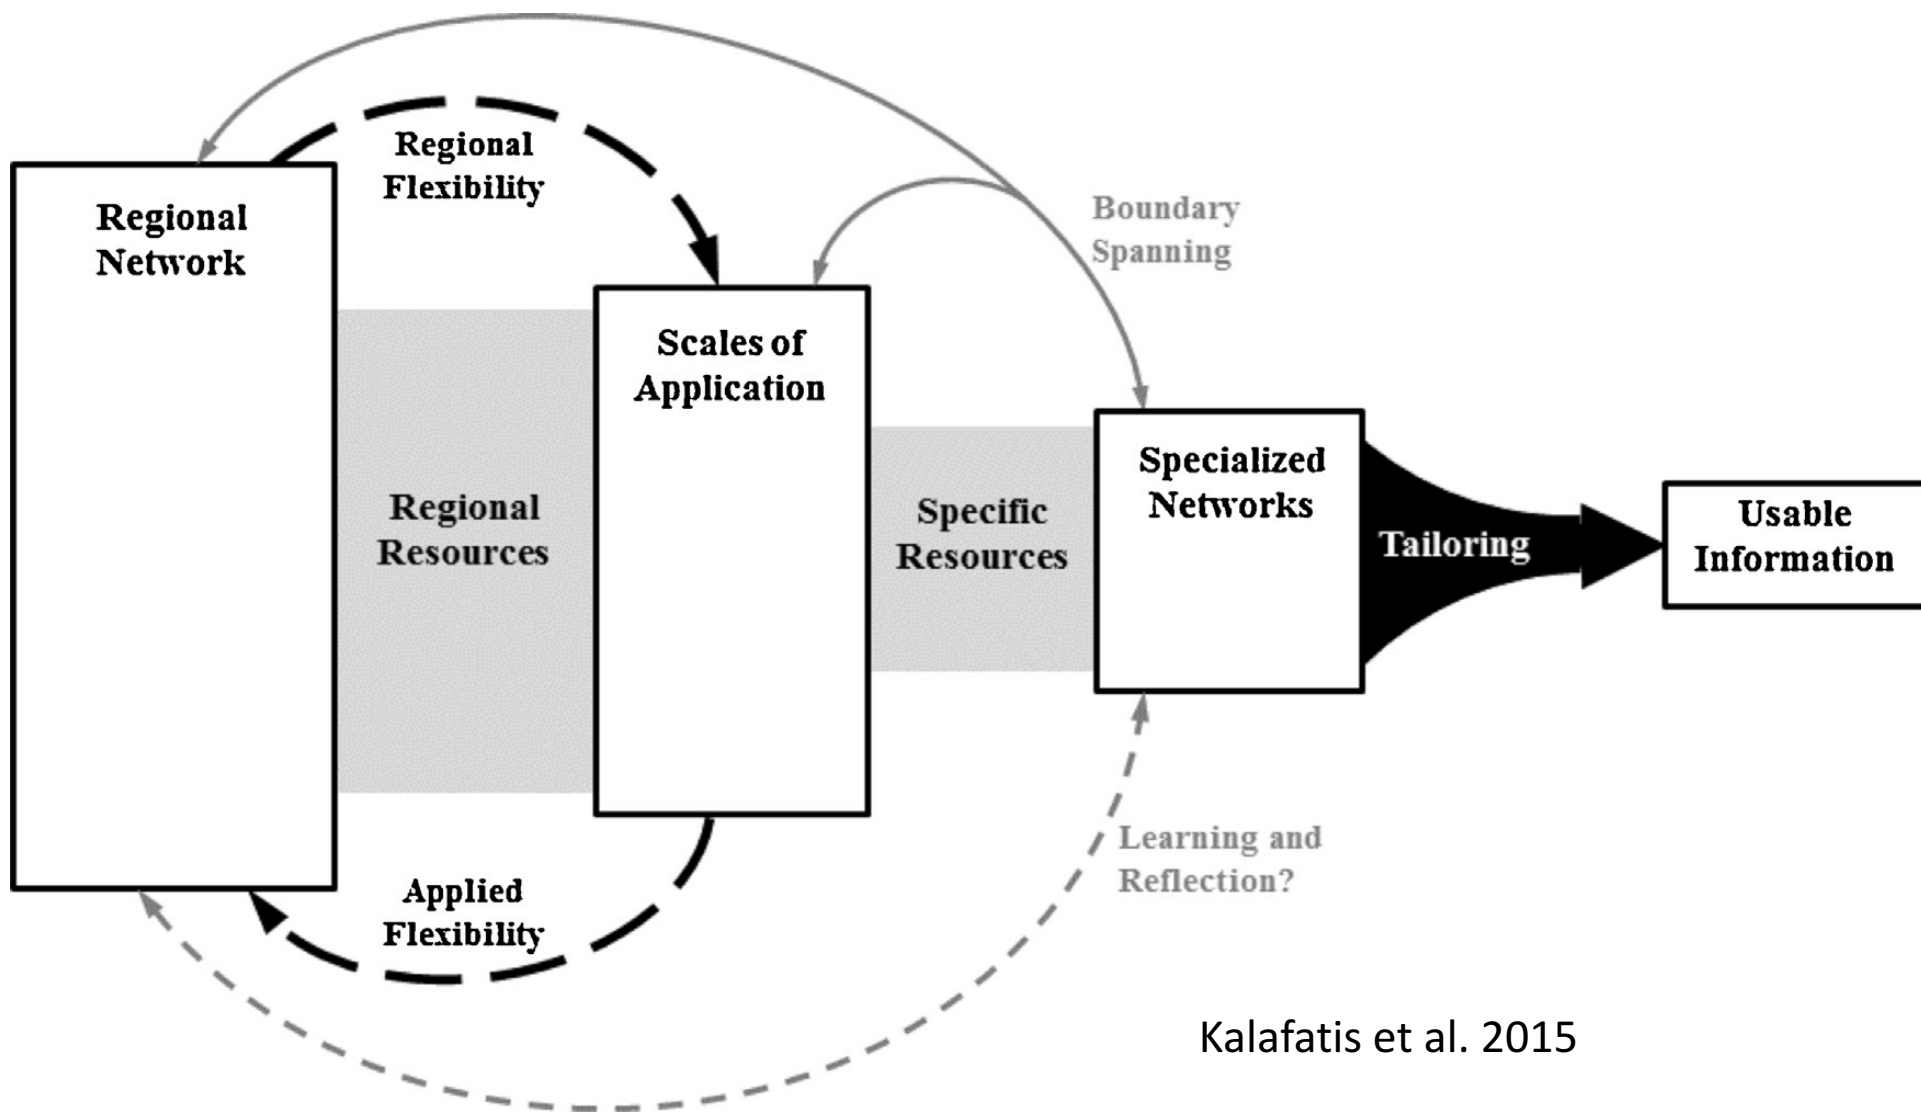 Regional
Flexibility
Regional
Network
Boundary
Spanning
Scales of
Application
Specialized
Networks
Regional
Resources
Specific
Resources
Tailoring
Usable
Information
Learning and
Reflection?
Applied
Flexibility
Kalafatis et al. 2015